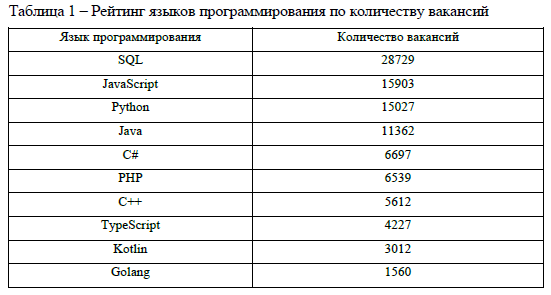 Таблица 1 – Рейтинг языков программирования по количеству вакансий
Язык программирования Количество вакансий
SQL 28729
JavaScript 15903
Python 15027
Java 11362
C# 6697
PHP 6539
C++ 5612
TypeScript 4227
Kotlin 3012
Golang 1560